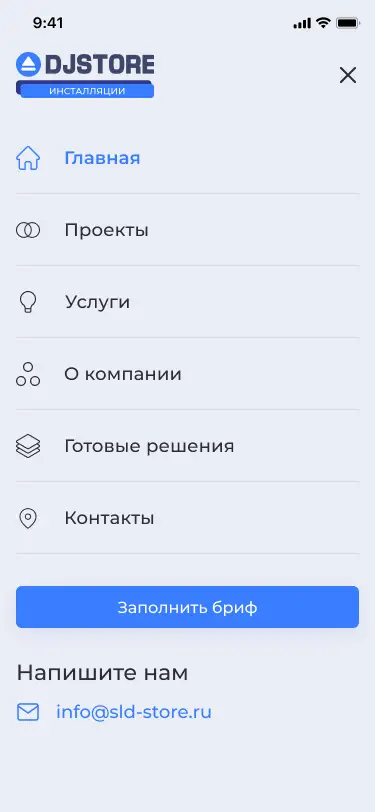 9:41
DJSTORE
ИНСТАЛЛЯЦИИ
Главная
Проекты
Услуги
О компании
Готовые решения
Контакты
Заполнить бриф
Напишите нам
info@sld-store.ru